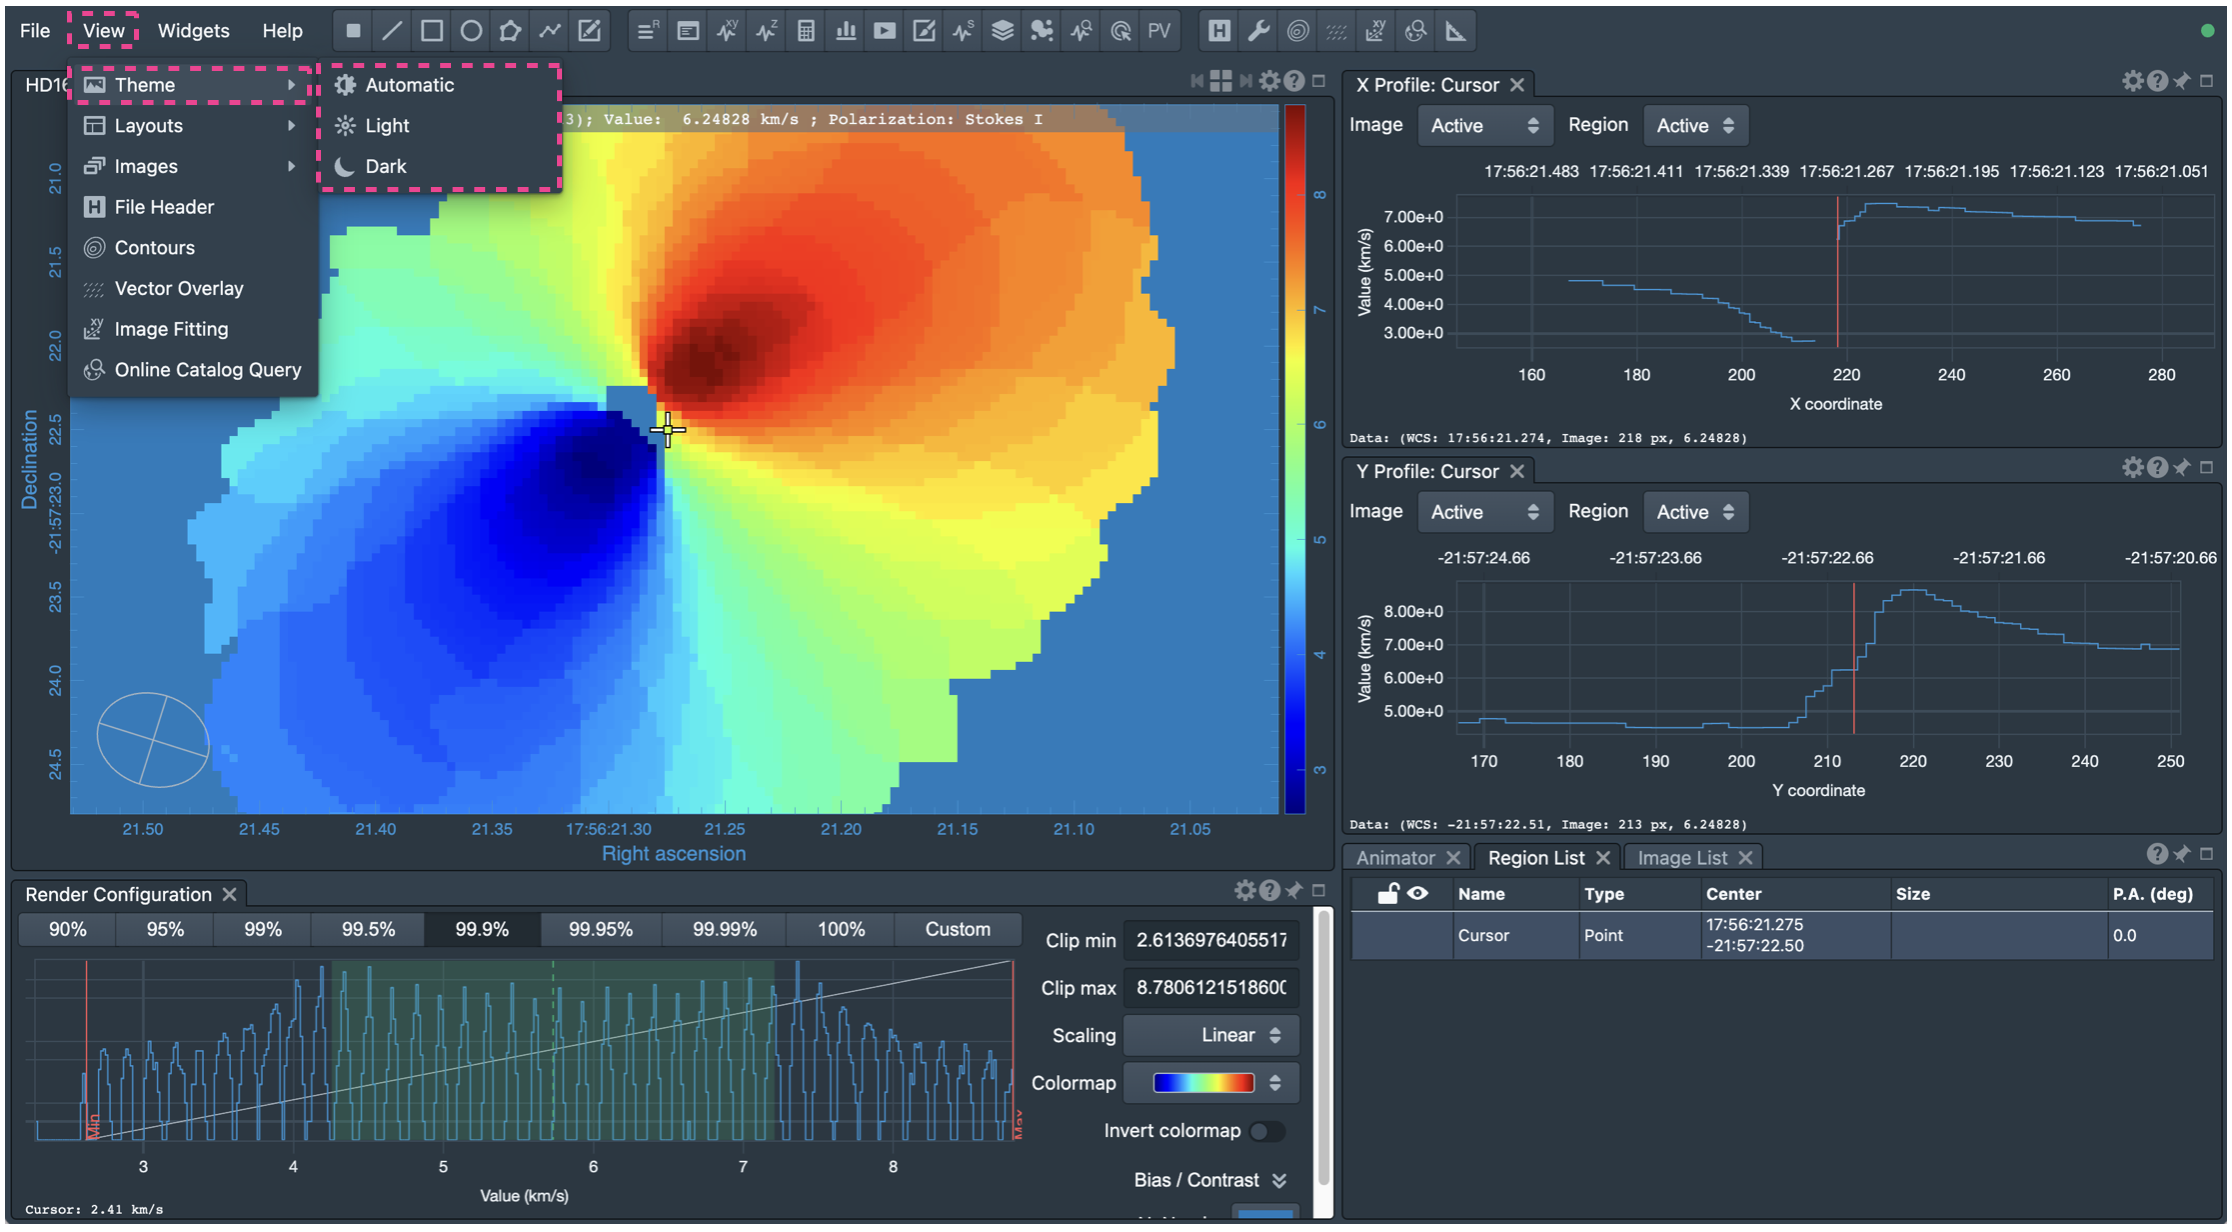 File View Widgets Help
R XY Z S PV XY
HD16
Theme
Layouts
Images
File Header
Contours
Vector Overlay
XY Image Fitting
Online Catalog Query
Automatic
Light
Dark
3); Value: 6.24828 km/s ; Polarization: Stokes I
Declination
21.0
21.5
22.0
22.5
-21:57:23.0
23.5
24.0
24.5
21.50 21.45 21.40 21.35 17:56:21.30 21.25 21.20 21.15 21.10 21.05
Right ascension
8
7
6
5
4
3
X Profile: Cursor
Image Active Region Active
17:56:21.483 17:56:21.411 17:56:21.339 17:56:21.267 17:56:21.195 17:56:21.123 17:56:21.051
Value (km/s)
7.00e+0
6.00e+0
5.00e+0
4.00e+0
3.00e+0
160 180 200 220 240 260 280
X coordinate
Data: (WCS: 17:56:21.274, Image: 218 px, 6.24828)
Y Profile: Cursor
Image Active Region Active
-21:57:24.66 -21:57:23.66 -21:57:22.66 -21:57:21.66 -21:57:20.66
Value (km/s)
8.00e+0
7.00e+0
6.00e+0
5.00e+0
170 180 190 200 210 220 230 240 250
Y coordinate
Data: (WCS: -21:57:22.51, Image: 213 px, 6.24828)
Animator Region List Image List
Name Type Center Size P.A. (deg)
Cursor Point 17:56:21.275 0.0
-21:57:22.50
Render Configuration
90% 95% 99% 99.5% 99.9% 99.95% 99.99% 100% Custom
Min
Max
3 4 5 6 7 8
Value (km/s)
Cursor: 2.41 km/s
Clip min 2.6136976405517
Clip max 8.780612151860
Scaling Linear
Colormap
Invert colormap
Bias / Contrast